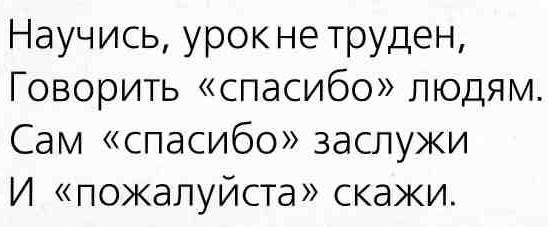 Научись, урок не труден,
Говорить «спасибо» людям.
Сам «спасибо» заслужи
И «пожалуйста» скажи.